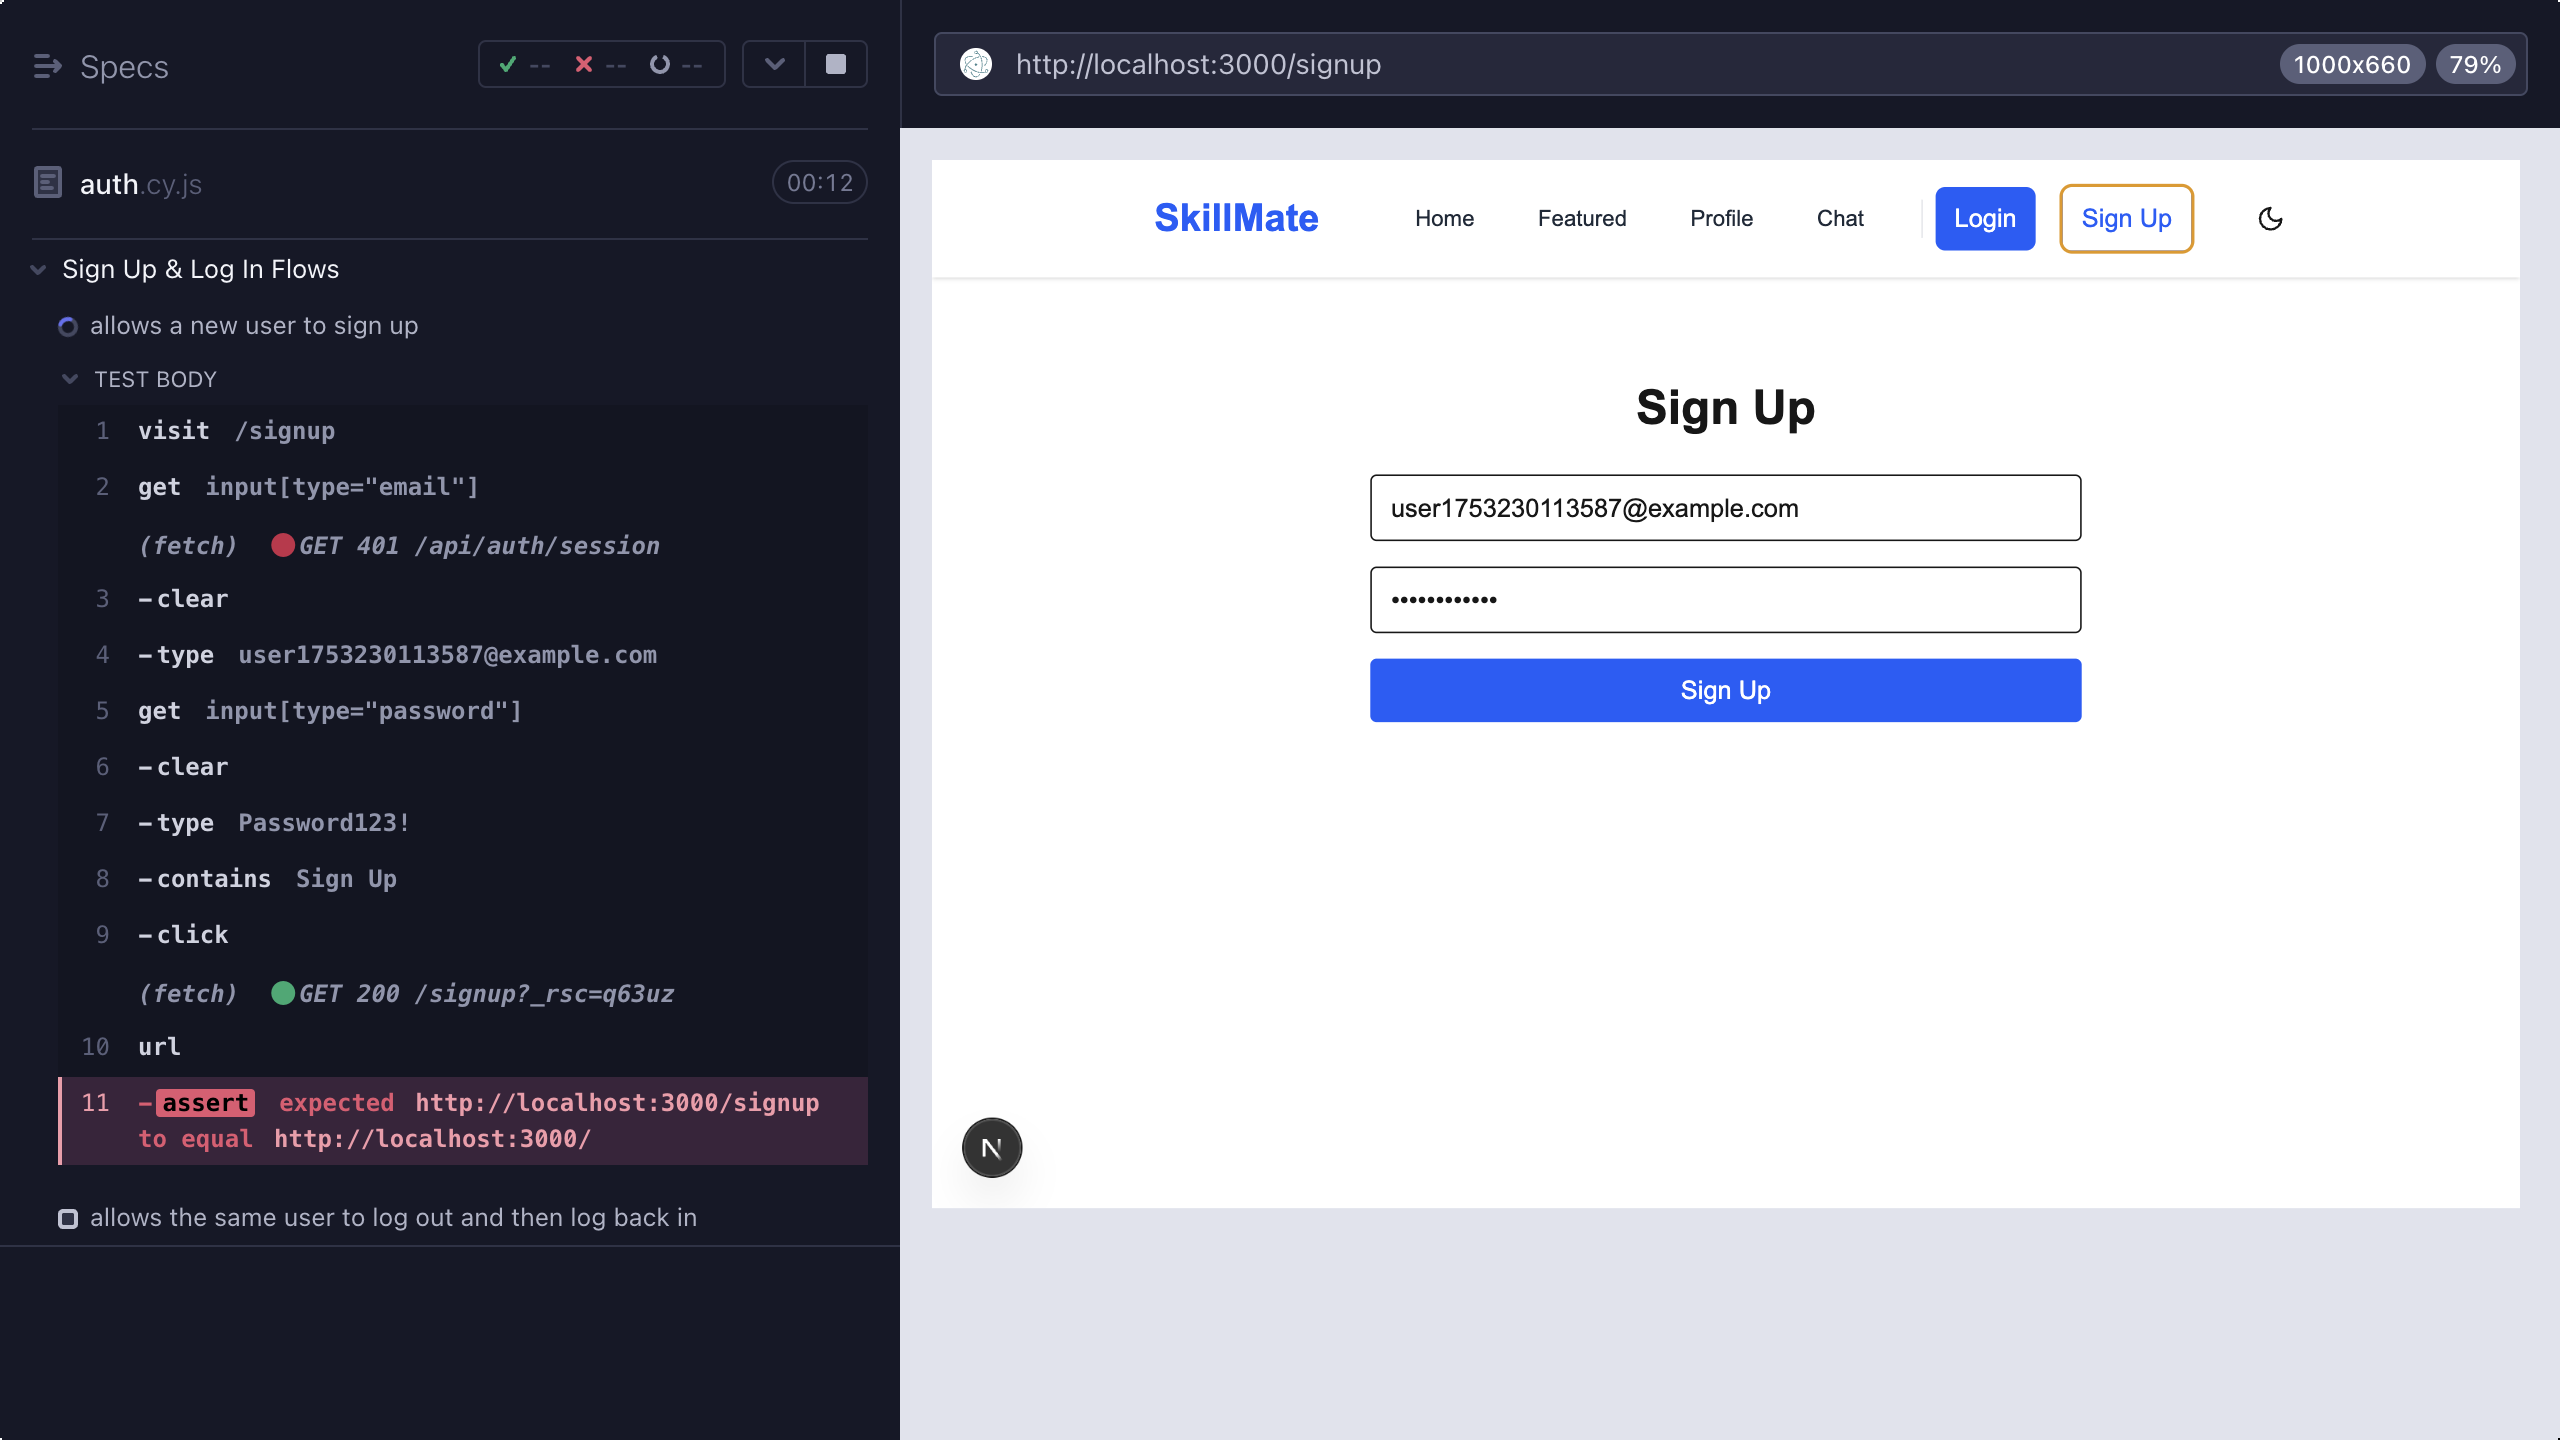 Specs
-- -- --
auth.cy.js
00:12
Sign Up & Log In Flows
allows a new user to sign up
TEST BODY
1 visit /signup
2 get input[type="email"]
(fetch) GET 401 /api/auth/session
3 -clear
4 -type user1753230113587@example.com
5 get input[type="password"]
6 -clear
7 -type Password123!
8 -contains Sign Up
9 -click
(fetch) GET 200 /signup?_rsc=q63uz
10 url
11 -assert expected http://localhost:3000/signup
to equal http://localhost:3000/
allows the same user to log out and then log back in
http://localhost:3000/signup
1000x660
79%
SkillMate Home Featured Profile Chat Login Sign Up
Sign Up
user1753230113587@example.com
••••••••••••
Sign Up
N